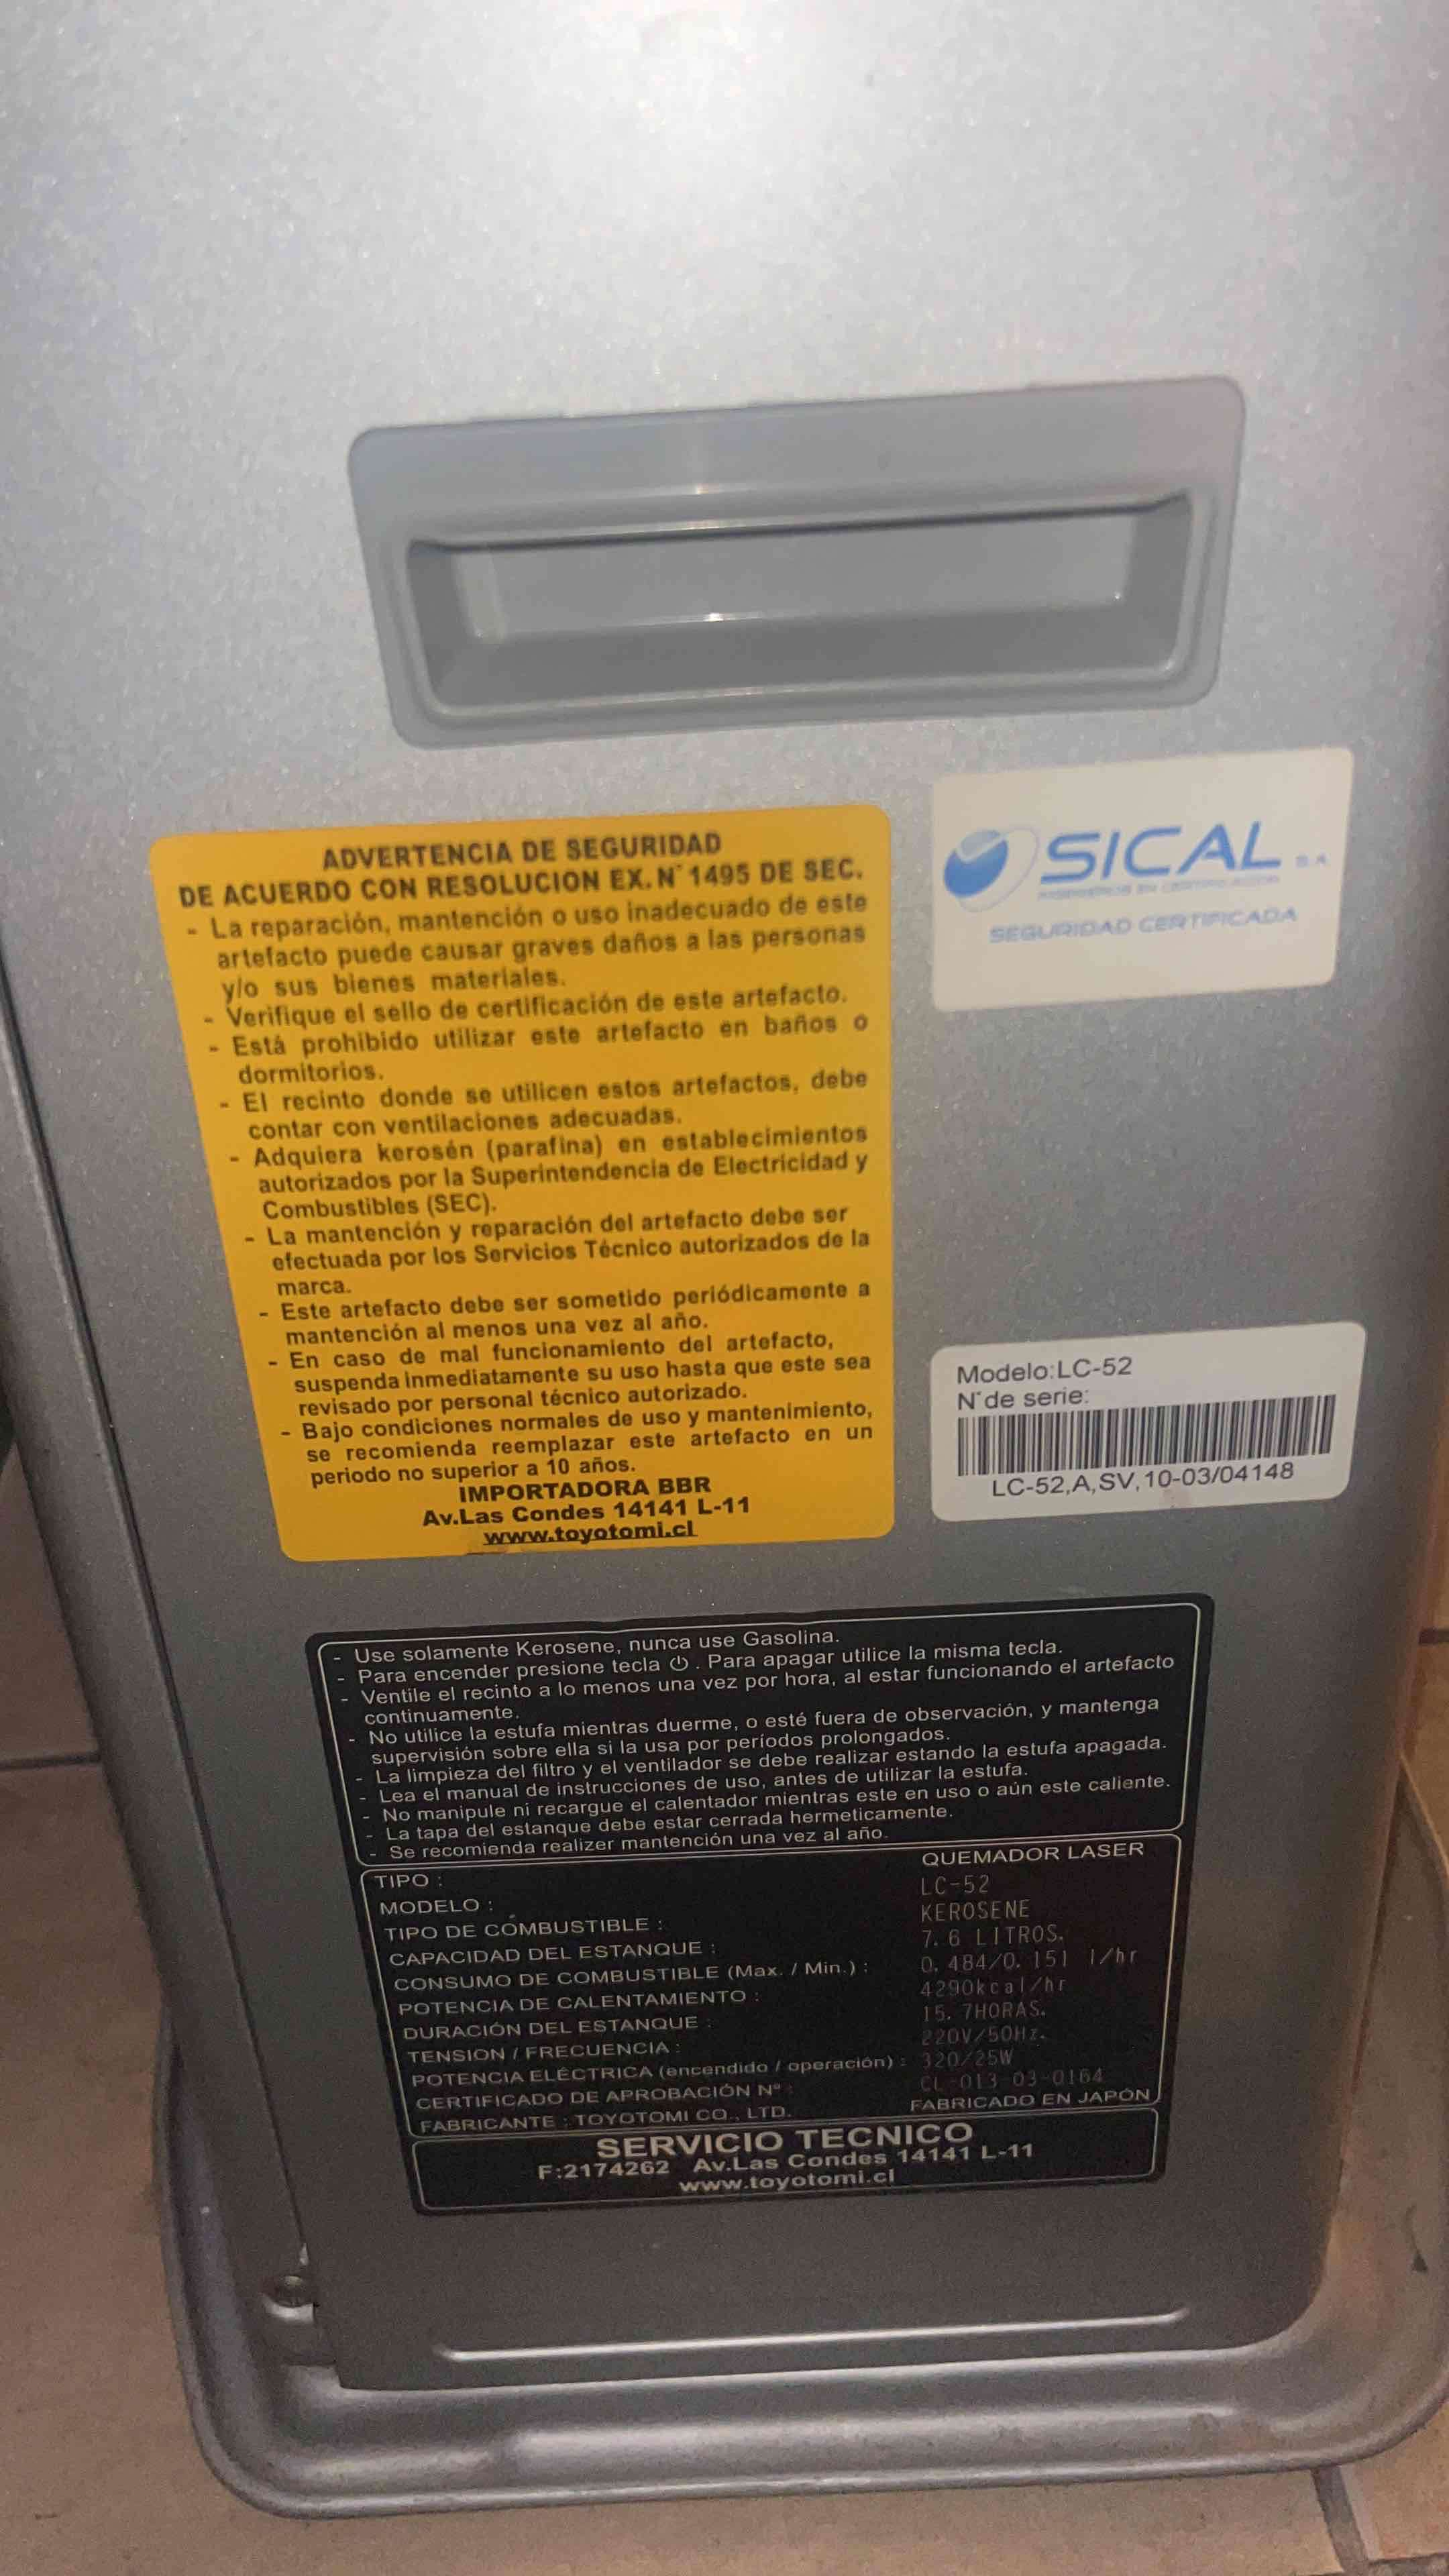 ADVERTENCIA DE SEGURIDAD
DE ACUERDO CON RESOLUCION EX. N° 1495 DE SEC.
- La reparación, mantención o uso inadecuado de este
artefacto puede causar graves daños a las personas
y/o sus bienes materiales.
- Verifique el sello de certificación de este artefacto.
- Está prohibido utilizar este artefacto en baños o
dormitorios.
- El recinto donde se utilicen estos artefactos, debe
contar con ventilaciones adecuadas.
- Adquiera kerosén (parafina) en establecimientos
autorizados por la Superintendencia de Electricidad y
Combustibles (SEC).
- La mantención y reparación del artefacto debe ser
efectuada por los Servicios Técnico autorizados de la
marca.
- Este artefacto debe ser sometido periódicamente a
mantención al menos una vez al año.
- En caso de mal funcionamiento del artefacto,
suspenda inmediatamente su uso hasta que este sea
revisado por personal técnico autorizado.
- Bajo condiciones normales de uso y mantenimiento,
se recomienda reemplazar este artefacto en un
periodo no superior a 10 años.
IMPORTADORA BBR
Av.Las Condes 14141 L-11
www.toyotomi.cl
SICAL S.A.
INGENIEROS EN CERTIFICACION
SEGURIDAD CERTIFICADA
Modelo:LC-52
N°de serie:
LC-52,A,SV,10-03/04148
- Use solamente Kerosene, nunca use Gasolina.
- Para encender presione tecla ⏻ . Para apagar utilice la misma tecla.
- Ventile el recinto a lo menos una vez por hora, al estar funcionando el artefacto
continuamente.
- No utilice la estufa mientras duerme, o esté fuera de observación, y mantenga
supervisión sobre ella si la usa por períodos prolongados.
- La limpieza del filtro y el ventilador se debe realizar estando la estufa apagada.
- Lea el manual de instrucciones de uso, antes de utilizar la estufa.
- No manipule ni recargue el calentador mientras este en uso o aún este caliente.
- La tapa del estanque debe estar cerrada hermeticamente.
- Se recomienda realizer mantención una vez al año.
TIPO : QUEMADOR LASER
MODELO : LC-52
TIPO DE COMBUSTIBLE : KEROSENE
CAPACIDAD DEL ESTANQUE : 7.6 LITROS.
CONSUMO DE COMBUSTIBLE (Max. / Min.) : 0.484/0.151 l/hr
POTENCIA DE CALENTAMIENTO : 4290kcal/hr
DURACIÓN DEL ESTANQUE : 15.7HORAS.
TENSION / FRECUENCIA : 220V/50Hz.
POTENCIA ELÉCTRICA (encendido / operación) : 320/25W
CERTIFICADO DE APROBACIÓN Nº : CL-013-03-0164
FABRICANTE : TOYOTOMI CO., LTD. FABRICADO EN JAPÓN
SERVICIO TECNICO
F:2174262 Av.Las Condes 14141 L-11
www.toyotomi.cl